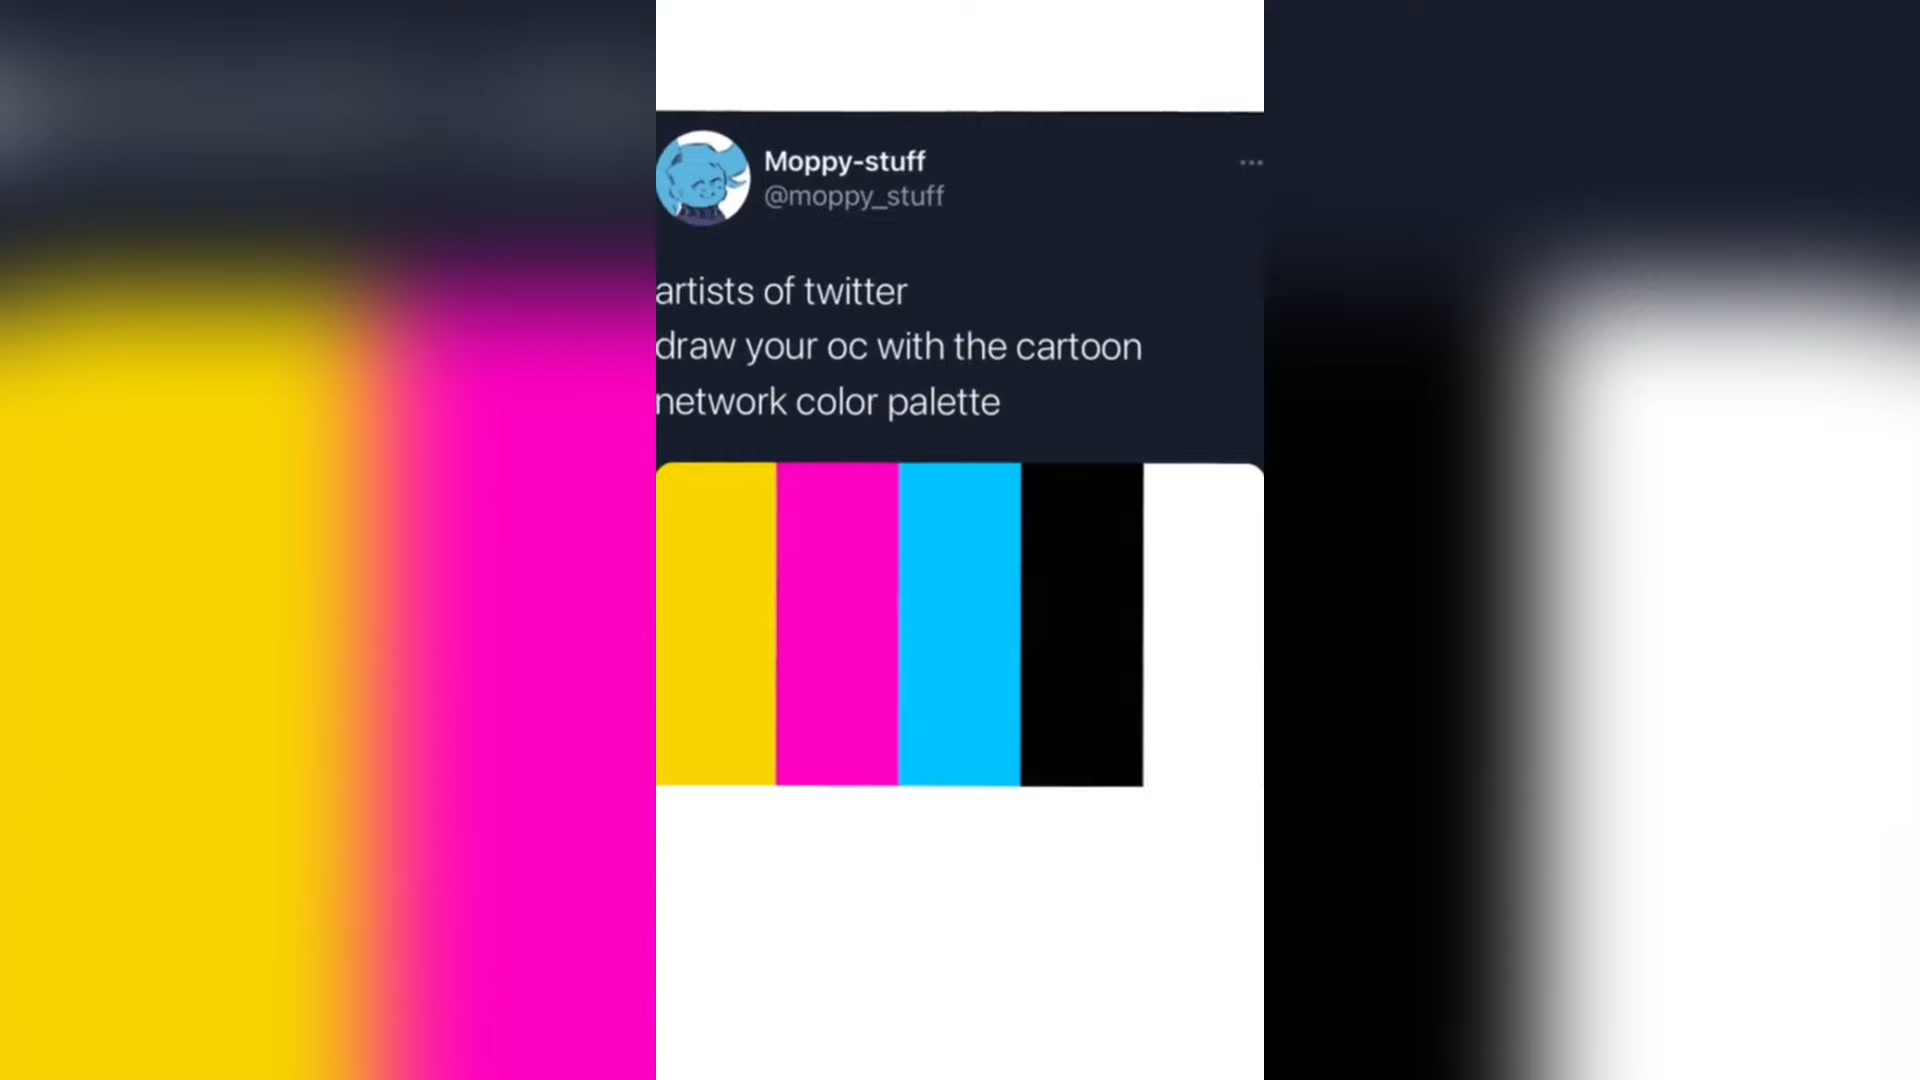 Moppy-stuff
@moppy_stuff
artists of twitter
draw your oc with the cartoon
network color palette